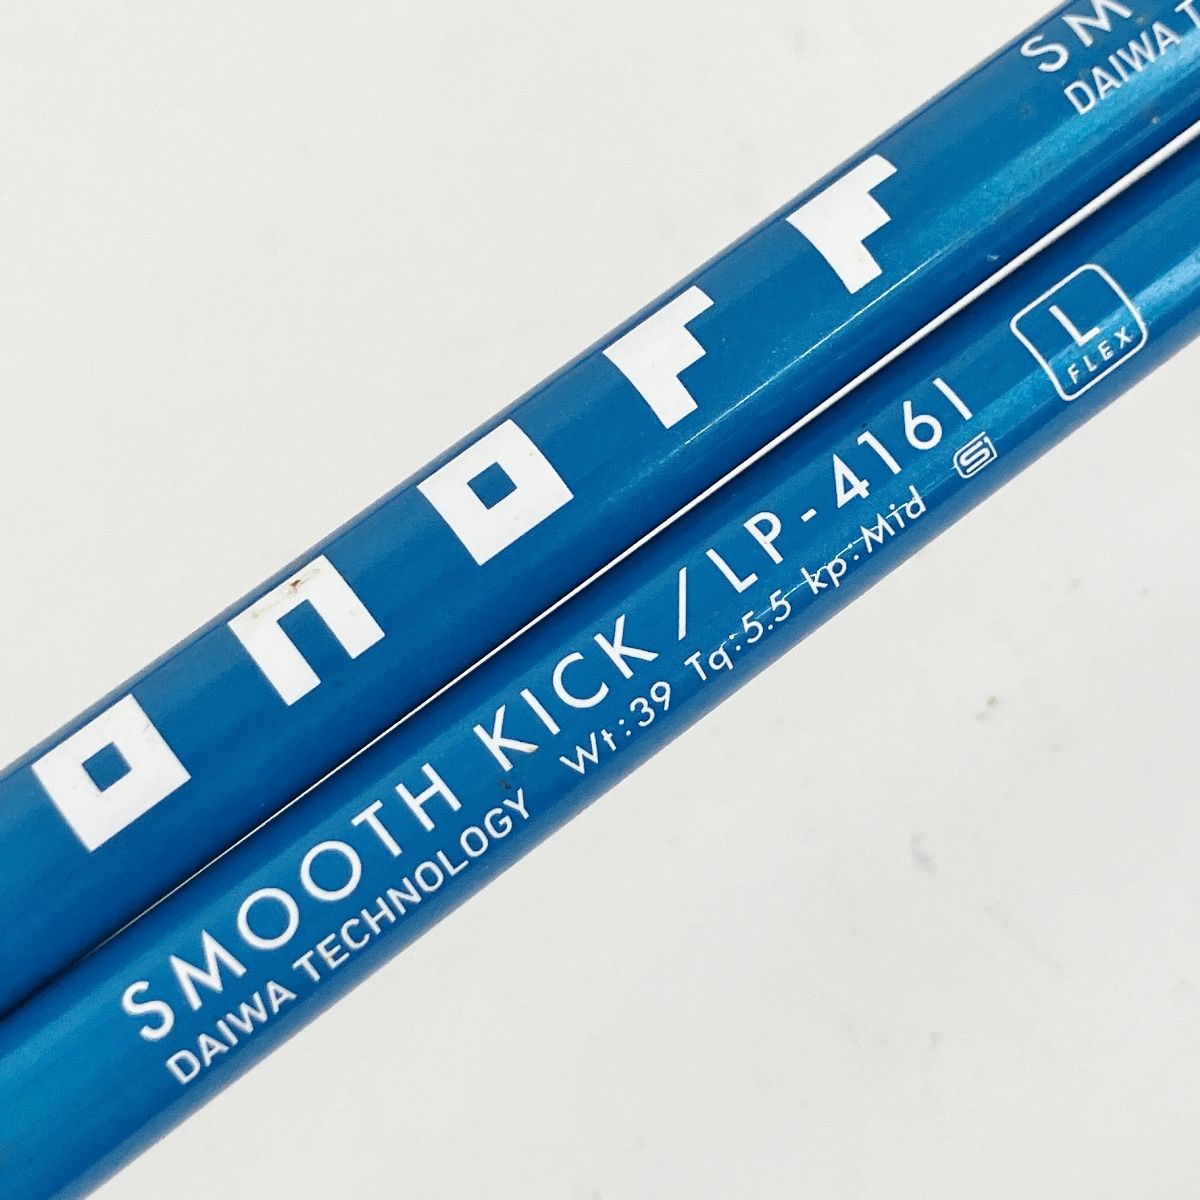 onoff
SM
DAIWA T
SMOOTH KICK / LP-4161
DAIWA TECHNOLOGY Wt:39 Tq:5.5 kp:Mid S
L
FLEX